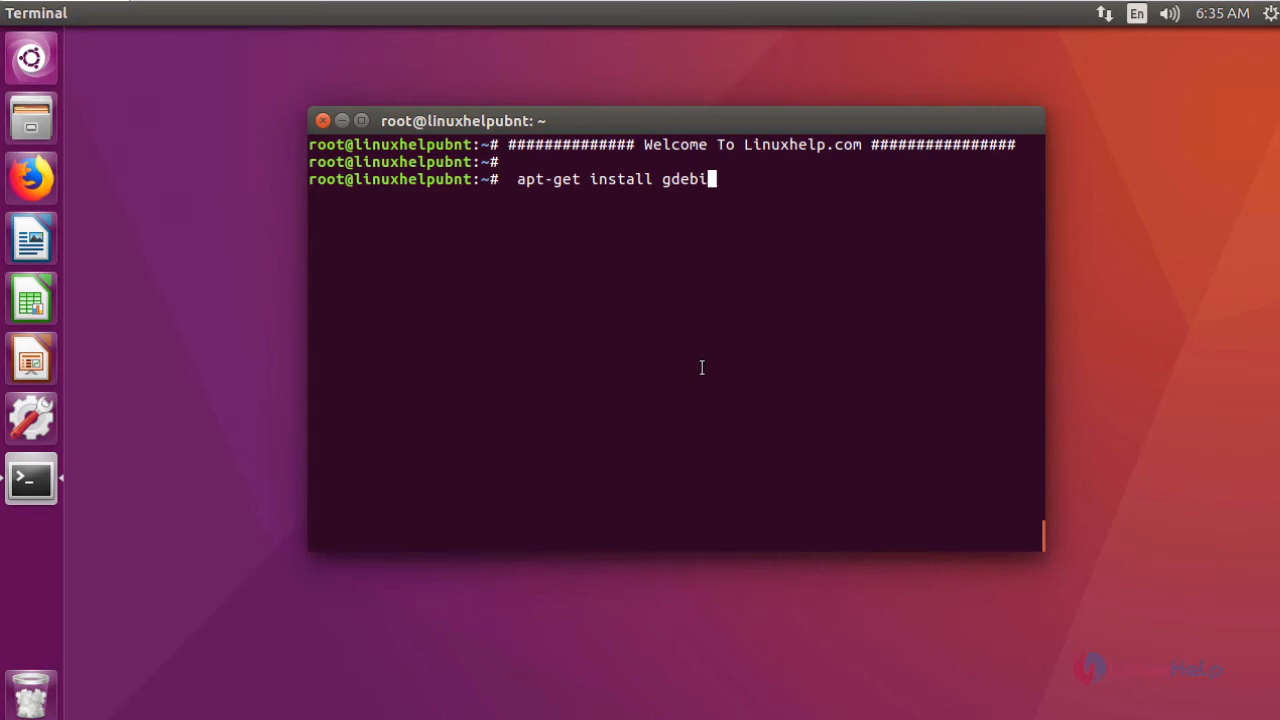 Terminal
En
6:35 AM
root@linuxhelpubnt: ~
root@linuxhelpubnt:~# ############## Welcome To Linuxhelp.com ################
root@linuxhelpubnt:~#
root@linuxhelpubnt:~#  apt-get install gdebi
>_